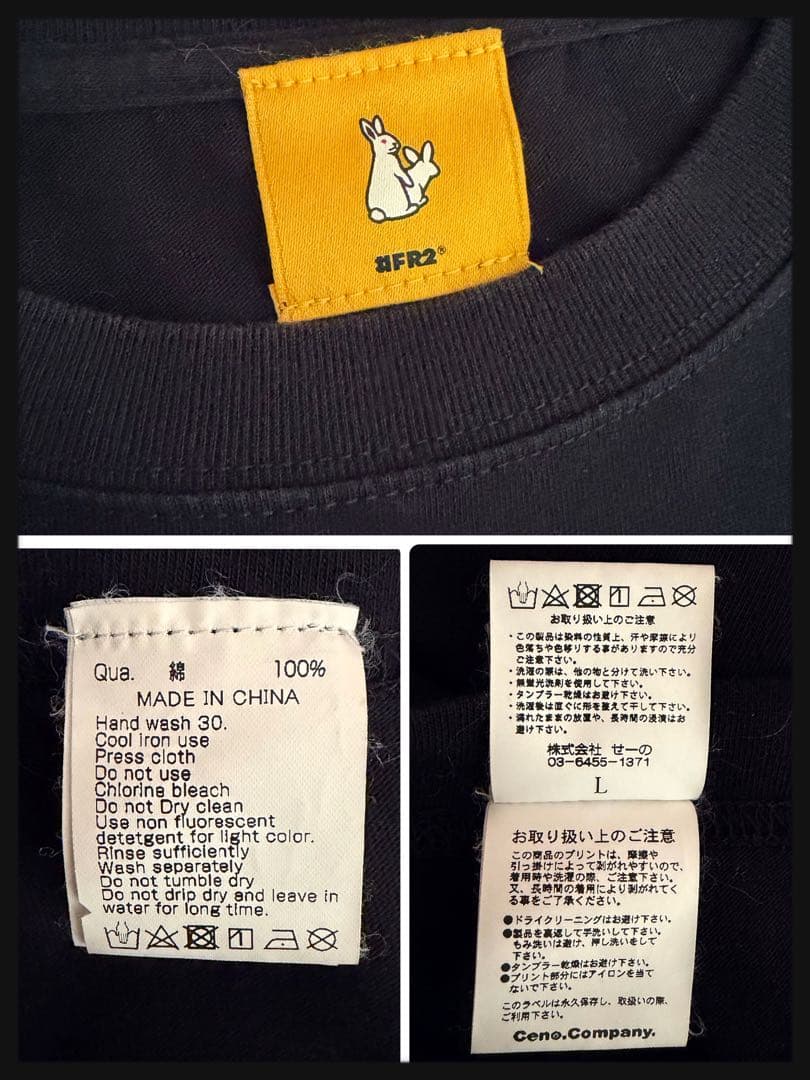 #FR2®
Qua. 綿 100%
MADE IN CHINA
Hand wash 30.
Cool iron use
Press cloth
Do not use
Chlorine bleach
Do not Dry clean
Use non fluorescent
detetgent for light color.
Rinse sufficiently
Wash separately
Do not tumble dry
Do not drip dry and leave in
water for long time.
お取り扱い上のご注意
・この製品は染料の性質上、汗や摩擦により
色落ちや色移りする事がありますので充分
ご注意下さい。
・洗濯の際は、他の物と分けて洗い下さい。
・無蛍光洗剤を使用して下さい。
・タンブラー乾燥はお避け下さい。
・洗濯後は直ぐに形を整えて干して下さい。
・濡れたままの放置や、長時間の浸漬はお
避け下さい。
株式会社 せーの
03-6455-1371
L
お取り扱い上のご注意
この商品のプリントは、摩擦や
引っ掛けによって剥がれやすいので、
着用時や洗濯の際、ご注意下さい。
又、長時間の着用により剥がれてく
る事をご了承ください。
●ドライクリーニングはお避け下さい。
●製品を裏返して手洗いして下さい。
もみ洗いは避け、押し洗いをして
下さい。
●タンブラー乾燥はお避け下さい。
●プリント部分にはアイロンを当て
ないで下さい。
このラベルは永久保存し、取扱いの際、
ご利用下さい。
Ceno.Company.